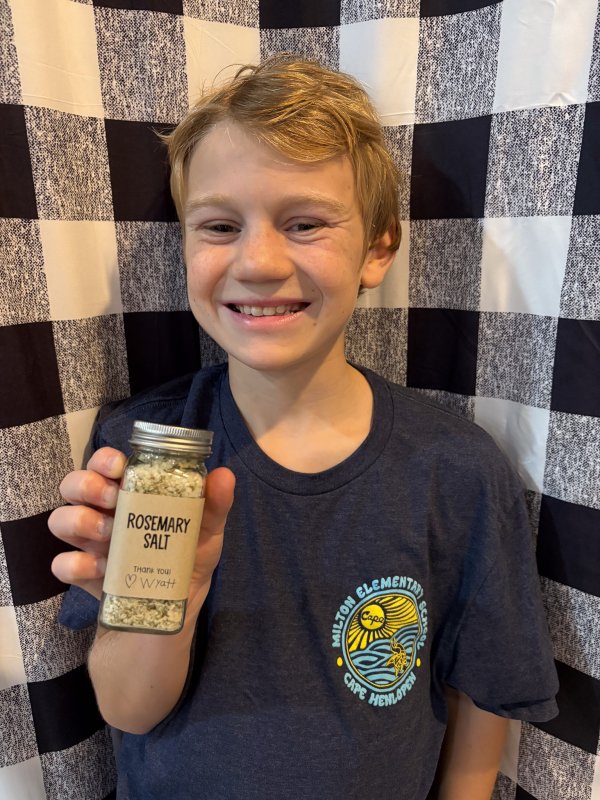 ROSEMARY
SALT
THANK YOU!
♡ Wyatt
MILTON ELEMENTARY SCHOOL
Cape
CAPE HENLOPEN